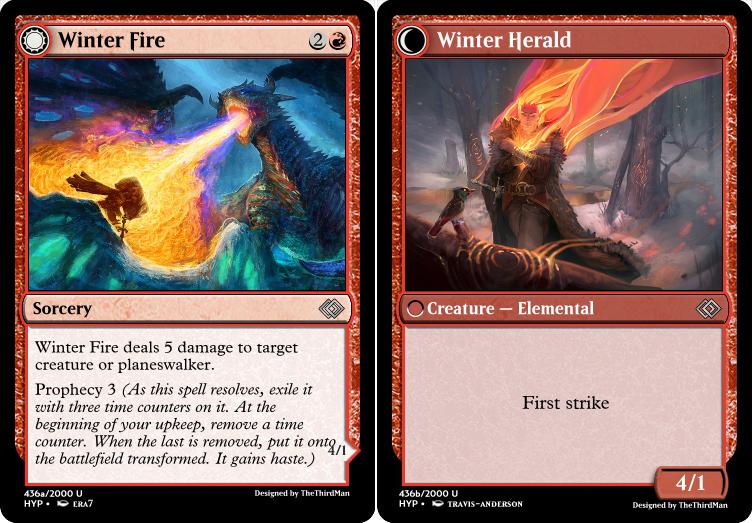 Winter Fire
2
Sorcery
Winter Fire deals 5 damage to target
creature or planeswalker.
Prophecy 3 (As this spell resolves, exile it
with three time counters on it. At the
beginning of your upkeep, remove a time
counter. When the last is removed, put it onto
the battlefield transformed. It gains haste.)
4/1
436a/2000 U
HYP • ERA7
Designed by TheThirdMan
Winter Herald
Creature — Elemental
First strike
4/1
436b/2000 U
HYP • TRAVIS-ANDERSON
Designed by TheThirdMan